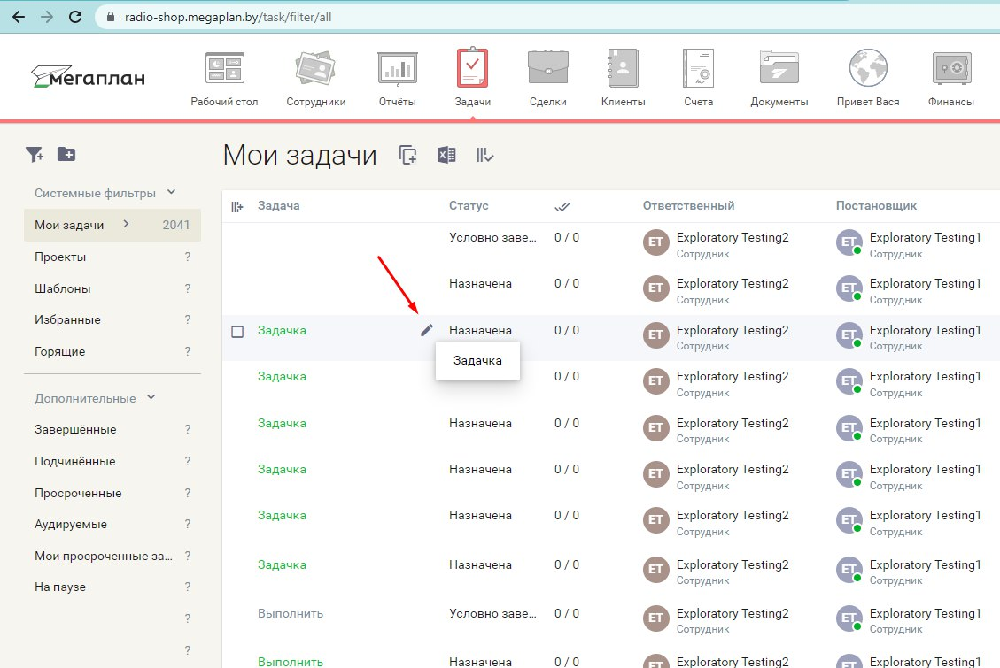 radio-shop.megaplan.by/task/filter/all
мегаплан
Рабочий стол
Сотрудники
Отчёты
Задачи
Сделки
Клиенты
Счета
Документы
Привет Вася
Финансы
Мои задачи
Системные фильтры
Мои задачи 2041
Проекты ?
Шаблоны ?
Избранные ?
Горящие ?
Дополнительные
Завершённые ?
Подчинённые ?
Просроченные ?
Аудируемые ?
Мои просроченные за... ?
На паузе ?
?
?
Задача Статус Ответственный Постановщик
Условно заве... 0 / 0 ET Exploratory Testing2 ET Exploratory Testing1
Сотрудник Сотрудник
Назначена 0 / 0 ET Exploratory Testing2 ET Exploratory Testing1
Сотрудник Сотрудник
Задачка Назначена 0 / 0 ET Exploratory Testing2 ET Exploratory Testing1
Сотрудник Сотрудник
Задачка
Задачка 0 / 0 ET Exploratory Testing2 ET Exploratory Testing1
Сотрудник Сотрудник
Задачка Назначена 0 / 0 ET Exploratory Testing2 ET Exploratory Testing1
Сотрудник Сотрудник
Задачка Назначена 0 / 0 ET Exploratory Testing2 ET Exploratory Testing1
Сотрудник Сотрудник
Задачка Назначена 0 / 0 ET Exploratory Testing2 ET Exploratory Testing1
Сотрудник Сотрудник
Задачка Назначена 0 / 0 ET Exploratory Testing2 ET Exploratory Testing1
Сотрудник Сотрудник
Выполнить Условно заве... 0 / 0 ET Exploratory Testing2 ET Exploratory Testing1
Сотрудник Сотрудник
Выполнить Назначена 0 / 0 ET Exploratory Testing2 ET Exploratory Testing1